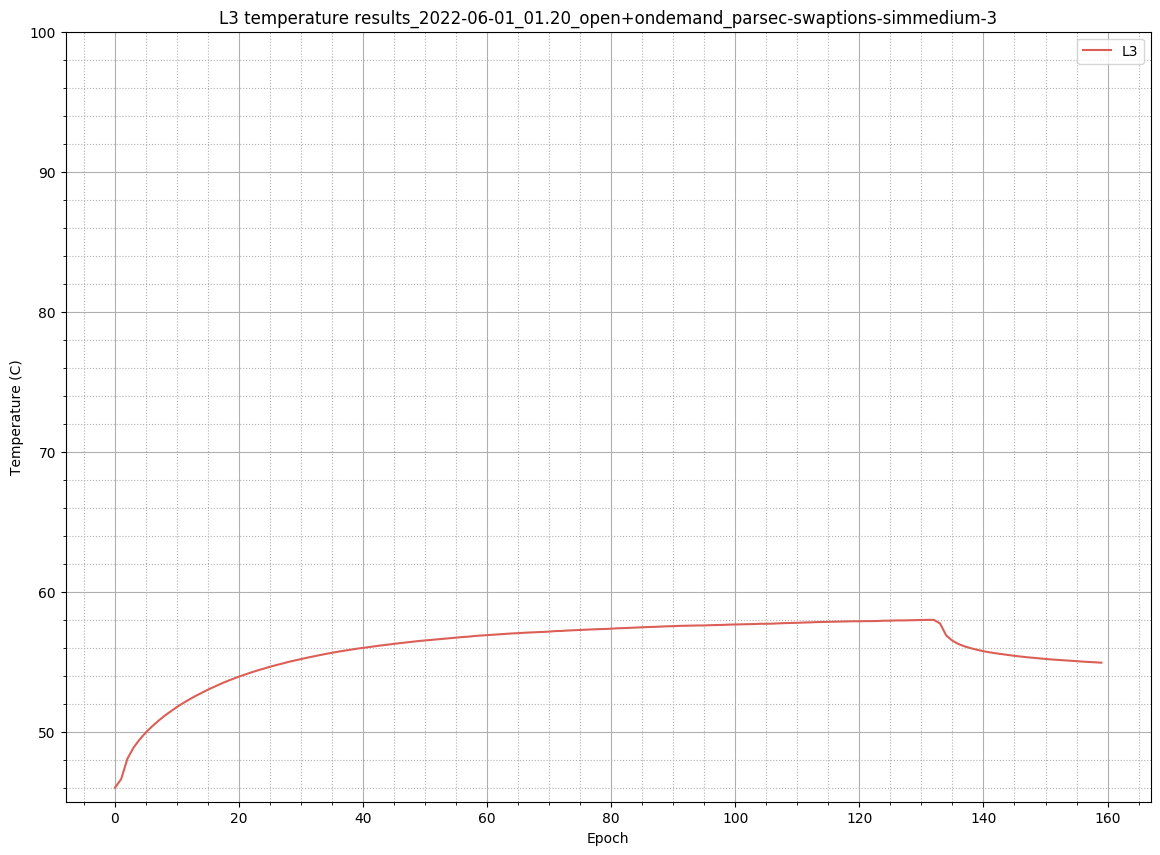 L3 temperature results_2022-06-01_01.20_open+ondemand_parsec-swaptions-simmedium-3
L3
100
90
80
70
60
50
Temperature (C)
0 20 40 60 80 100 120 140 160
Epoch